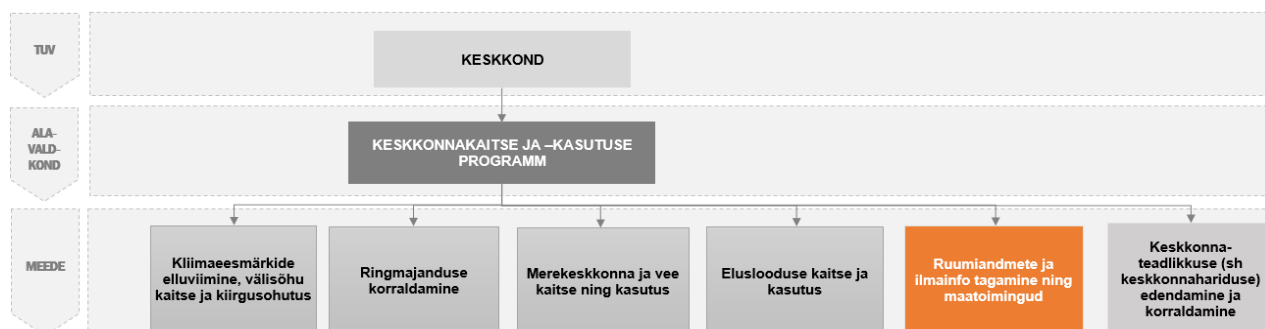 TUV
KESKKOND
ALA-
VALD-
KOND
KESKKONNAKAITSE JA –KASUTUSE
PROGRAMM
MEEDE
Kliimaeesmärkide
elluviimine, välisõhu
kaitse ja kiirgusohutus
Ringmajanduse
korraldamine
Merekeskkonna ja vee
kaitse ning kasutus
Eluslooduse kaitse ja
kasutus
Ruumiandmete ja
ilmainfo tagamine ning
maatoimingud
Keskkonna-
teadlikkuse (sh
keskkonnahariduse)
edendamine ja
korraldamine